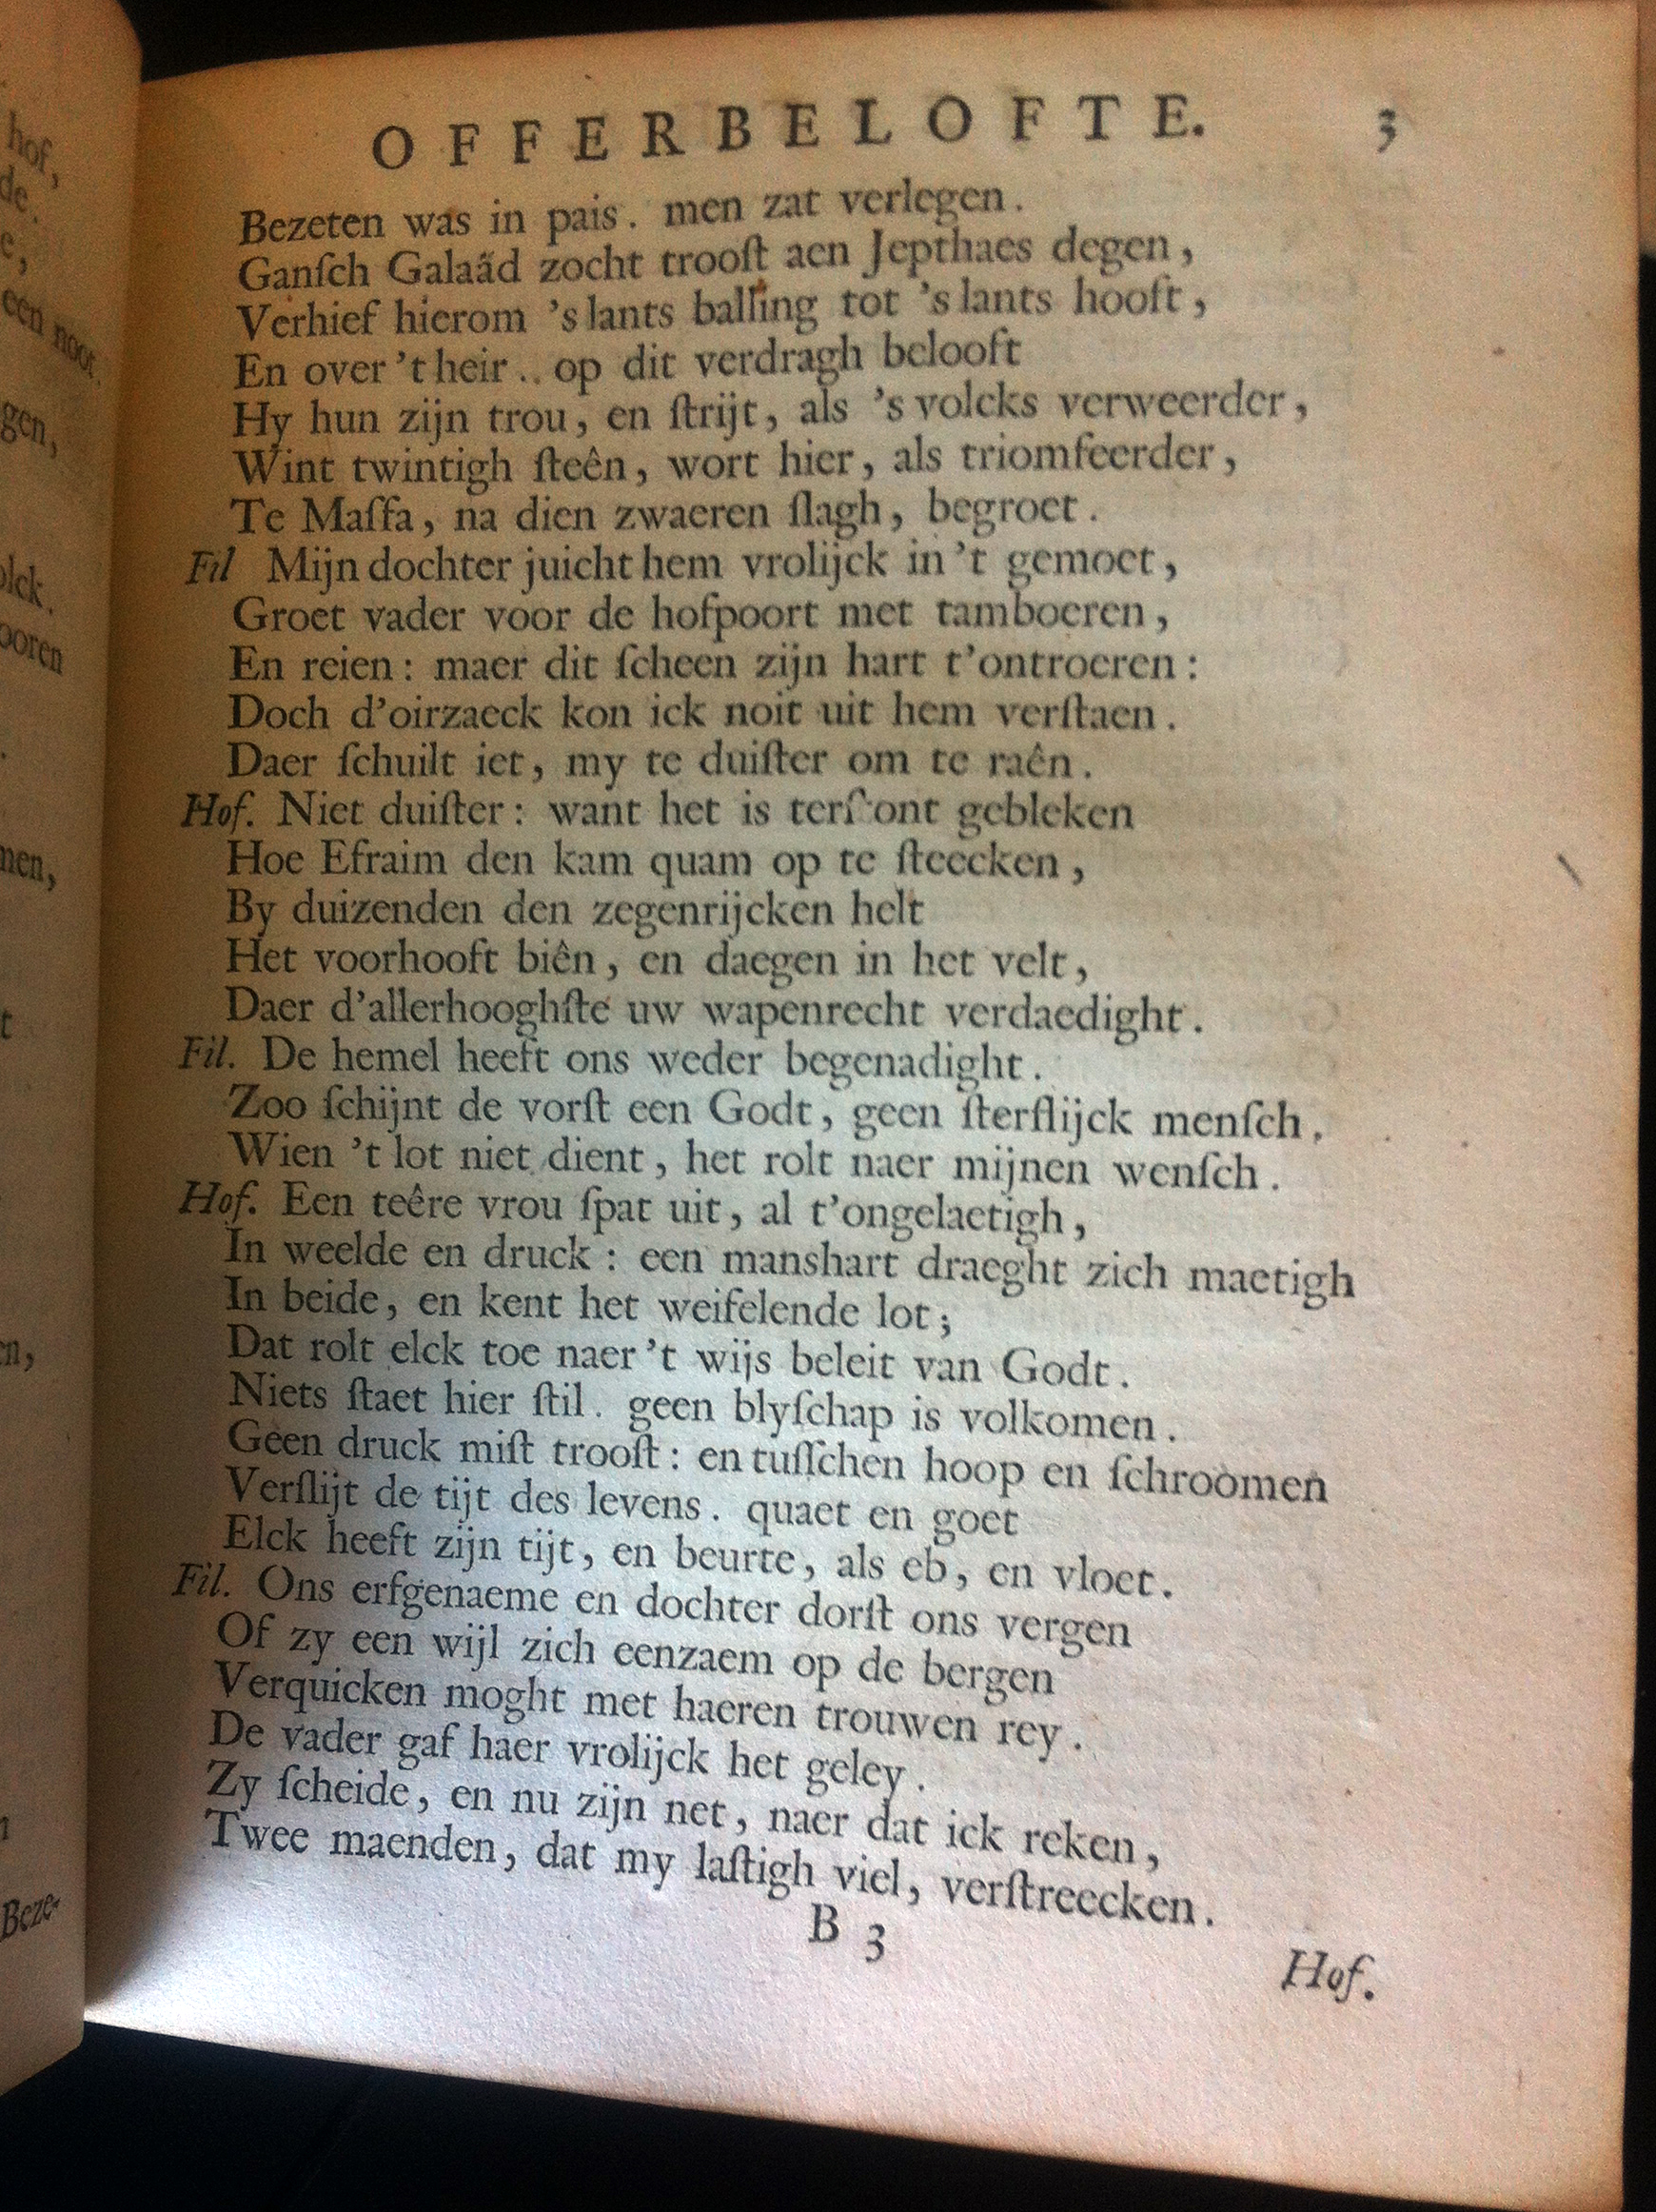 hof,
de.
e,
een noot.
gen,
olck.
ooren
men,
t
en,
Beze-
OFFERBELOFTE. 3
Bezeten was in pais. men zat verlegen.
Ganſch Galaäd zocht trooſt aen Jepthaes degen,
Verhief hierom 's lants balling tot 's lants hooft,
En over 't heir.. op dit verdragh belooft
Hy hun zijn trou, en ſtrijt, als 's volcks verweerder,
Wint twintigh ſteên, wort hier, als triomfeerder,
Te Maſfa, na dien zwaeren ſlagh, begroet.
Fil Mijn dochter juicht hem vrolijck in 't gemoet,
Groet vader voor de hofpoort met tamboeren,
En reien: maer dit ſcheen zijn hart t'ontroeren:
Doch d'oirzaeck kon ick noit uit hem verſtaen.
Daer ſchuilt iet, my te duiſter om te raên.
Hof. Niet duiſter: want het is terſtont gebleken
Hoe Efraim den kam quam op te ſteecken,
By duizenden den zegenrijcken helt
Het voorhooft biên, en daegen in het velt,
Daer d'allerhooghſte uw wapenrecht verdaedight.
Fil. De hemel heeft ons weder begenadight.
Zoo ſchijnt de vorſt een Godt, geen ſterflijck menſch.
Wien 't lot niet dient, het rolt naer mijnen wenſch.
Hof. Een teêre vrou ſpat uit, al t'ongelaetigh,
In weelde en druck: een manshart draeght zich maetigh
In beide, en kent het weifelende lot;
Dat rolt elck toe naer 't wijs beleit van Godt.
Niets ſtaet hier ſtil. geen blyſchap is volkomen.
Geen druck miſt trooſt: en tuſſchen hoop en ſchroomen
Verſlijt de tijt des levens. quaet en goet
Elck heeft zijn tijt, en beurte, als eb, en vloet.
Fil. Ons erfgenaeme en dochter dorſt ons vergen
Of zy een wijl zich eenzaem op de bergen
Verquicken moght met haeren trouwen rey.
De vader gaf haer vrolijck het geley.
Zy ſcheide, en nu zijn net, naer dat ick reken,
Twee maenden, dat my laſtigh viel, verſtreecken.
B 3
Hof.